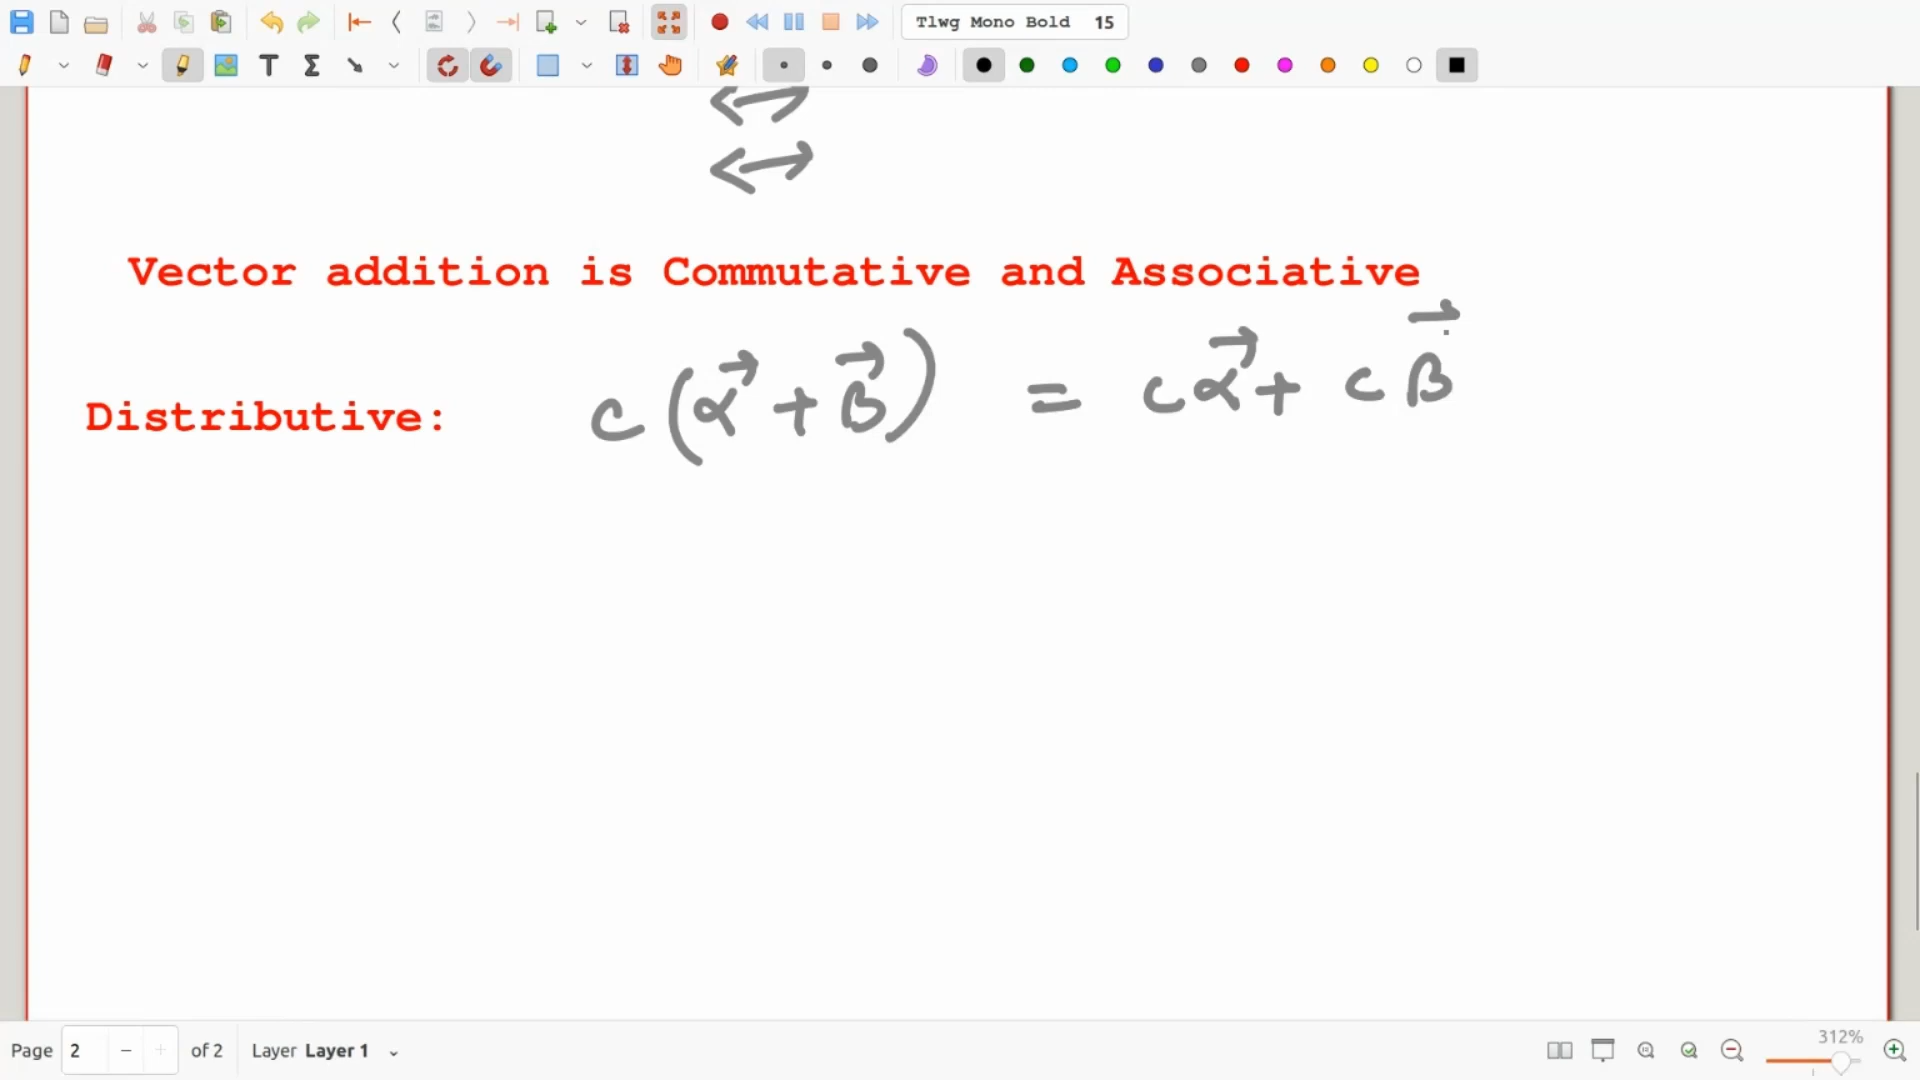 Tlwg Mono Bold 15
Vector addition is Commutative and Associative
Distributive: c(α⃗ + β⃗) = cα⃗ + cβ⃗
Page 2 of 2 Layer Layer 1
312%